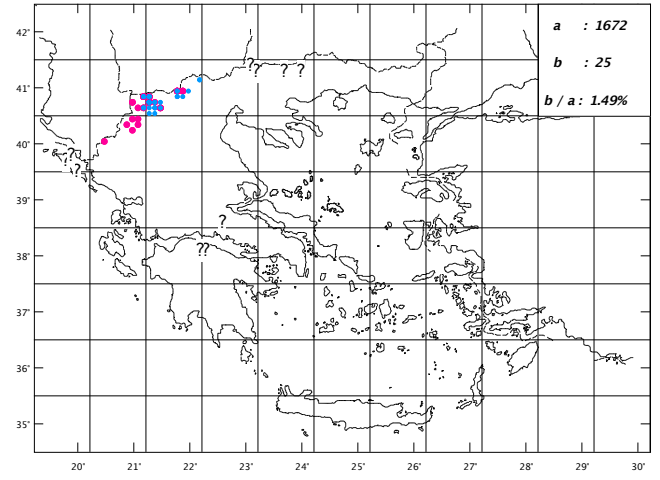 a : 1672
b : 25
b / a : 1.49%
42˚
41˚
40˚
39˚
38˚
37˚
36˚
35˚
? ? ? ?
? ? ?
?
??
20˚ 21˚ 22˚ 23˚ 24˚ 25˚ 26˚ 27˚ 28˚ 29˚ 30˚